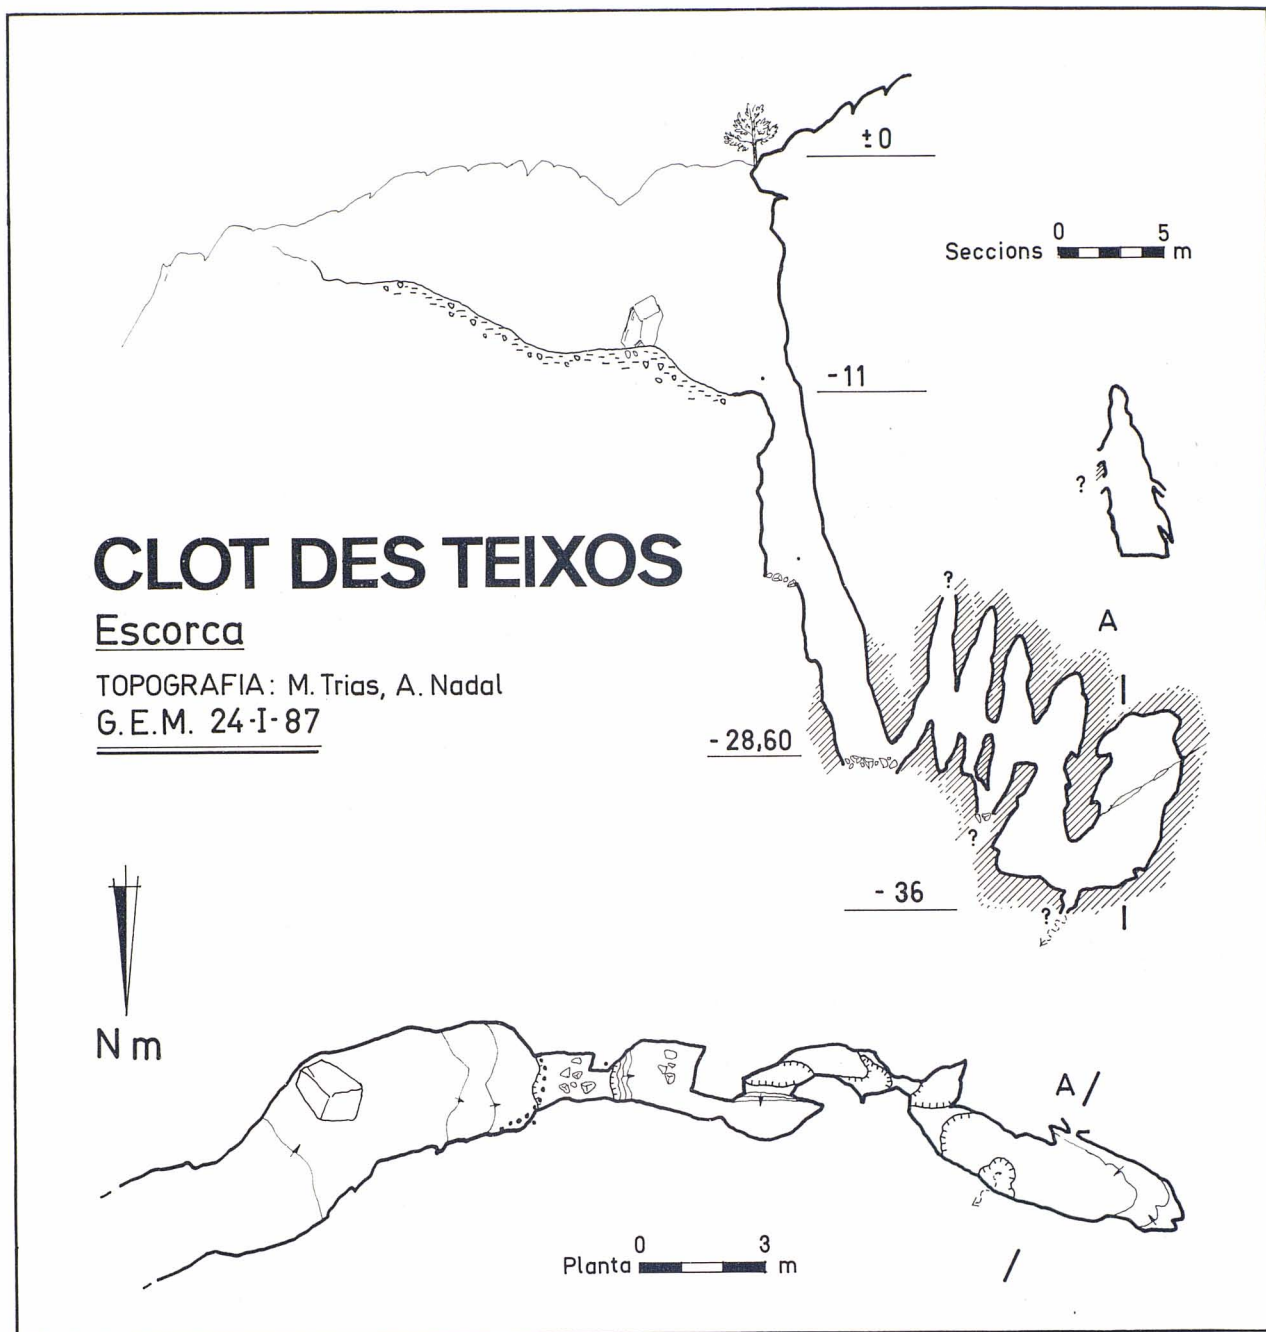 ±0
0 5
Seccions m
-11
?
CLOT DES TEIXOS
Escorca
TOPOGRAFIA: M. Trias, A. Nadal
G.E.M. 24-I-87
?
A
-28,60
?
-36
?
N m
A
0 3
Planta m